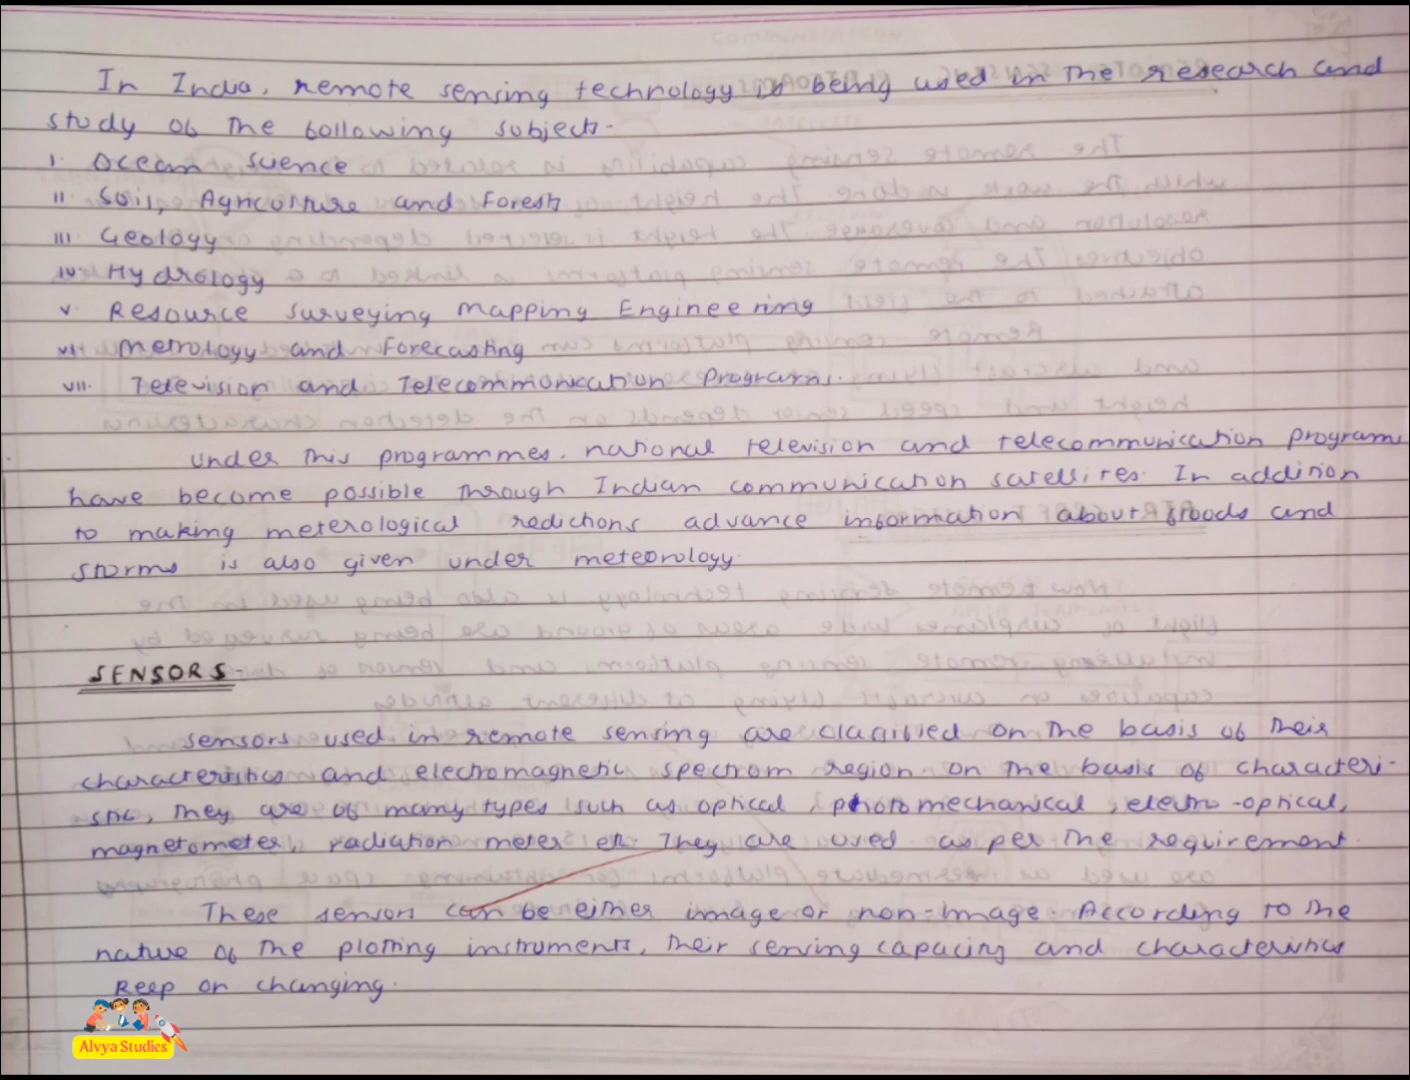 In India, remote sensing technology is being used in the research and
study of the following subjects.
i. Ocean science
ii. Soil, Agriculture and Forests
iii. Geology
iv. Hydrology
v. Resource surveying mapping Engineering
vi. metrology and forecasting
vii. Television and Telecommunication Programs.
Under this programmes. national television and telecommunication programs
have become possible through Indian communication satellites. In addition
to making meterological redictions advance information about floods and
storms is also given under meteorology.
SENSORS-
Sensors used in remote sensing are classified on the basis of their
characteristics and electromagnetic spectrum region on the basis of characteri-
stic, they are of many types such as optical, photomechanical, electro-optical,
magnetometer, radiation meter etc. They are used as per the requirement.
These sensors can be either image or non-image According to the
nature of the plotting instruments, their sensing capacity and characteristics
keep on changing.
Alvya Studies